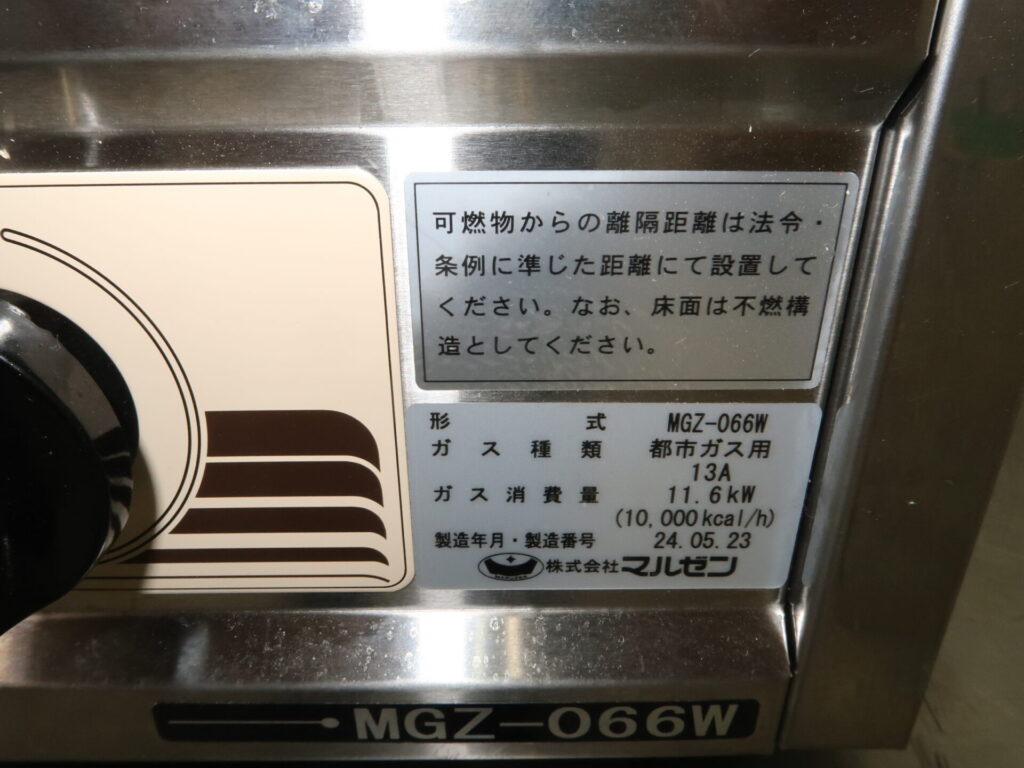 可燃物からの離隔距離は法令・
条例に準じた距離にて設置して
ください。なお、床面は不燃構
造としてください。
形 式 MGZ-066W
ガス種類 都市ガス用
13A
ガス消費量 11.6kW
(10,000kcal/h)
製造年月・製造番号 24.05.23
株式会社マルゼン
MGZ-066W